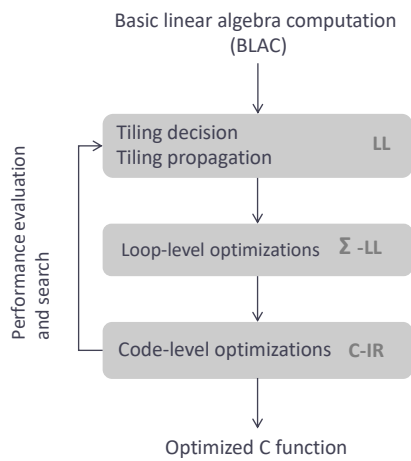 Basic linear algebra computation
(BLAC)
Tiling decision
Tiling propagation
LL
Loop-level optimizations
Σ -LL
Code-level optimizations
C-IR
Optimized C function
Performance evaluation
and search